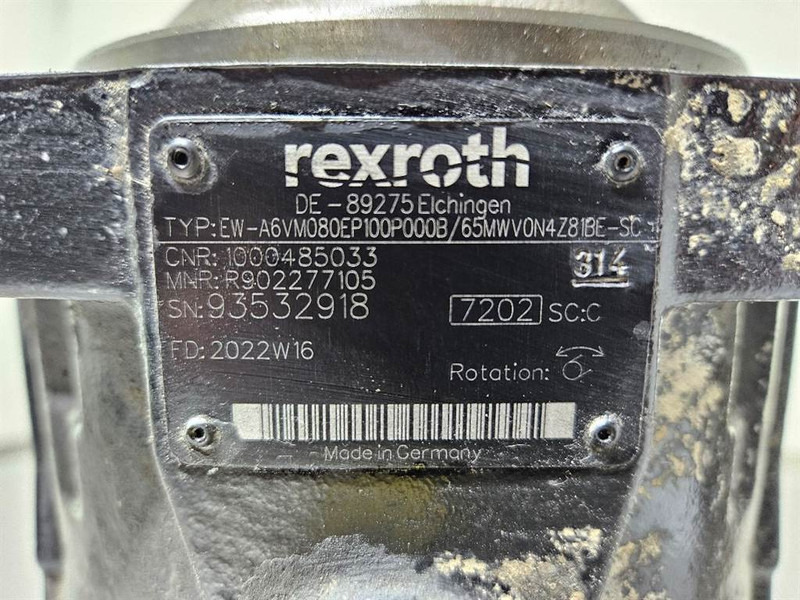 rexroth
DE-89275 Elchingen
TYP: EW-A6VM080EP100P000B/65MWV0N4Z81BE-SC
CNR: 1000485033
MNR: R902277105
314
SN: 93532918
7202 SC:C
FD: 2022W16
Rotation:
Made in Germany